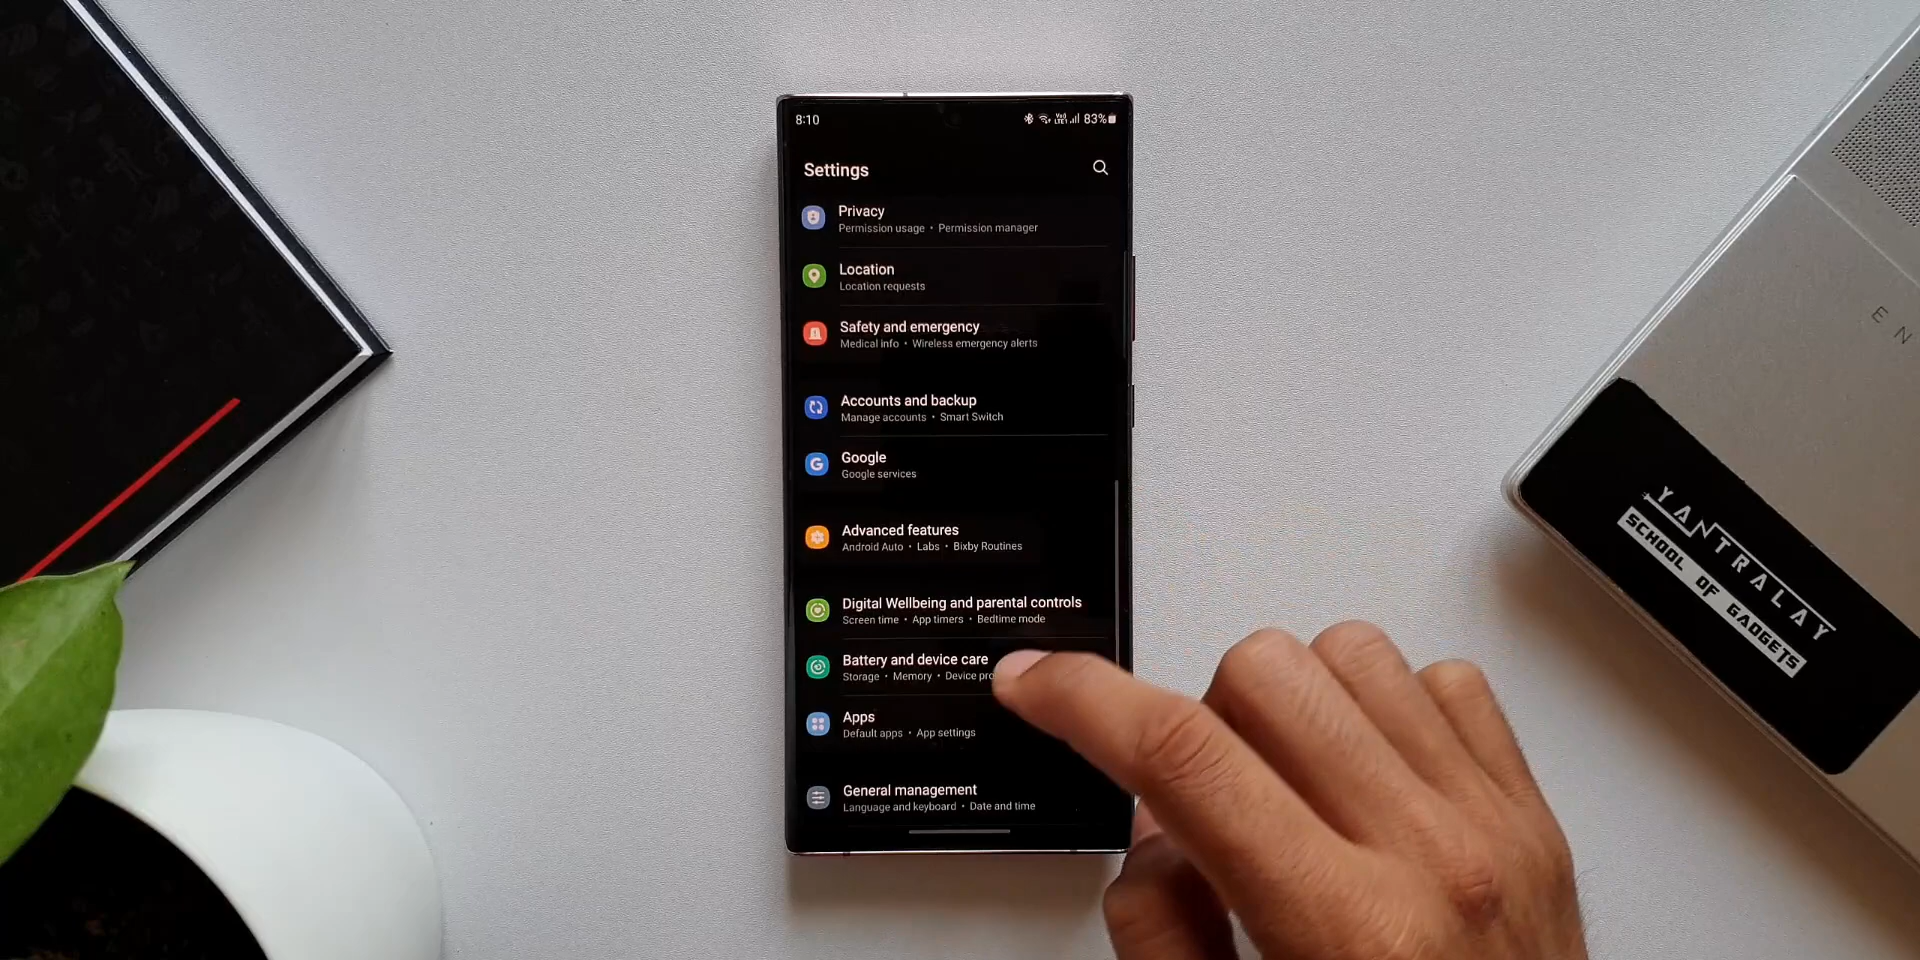 8:10
83%
Settings
Privacy
Permission usage • Permission manager
Location
Location requests
Safety and emergency
Medical info • Wireless emergency alerts
Accounts and backup
Manage accounts • Smart Switch
Google
Google services
Advanced features
Android Auto • Labs • Bixby Routines
Digital Wellbeing and parental controls
Screen time • App timers • Bedtime mode
Battery and device care
Storage • Memory • Device pro
Apps
Default apps • App settings
General management
Language and keyboard • Date and time
E N
YANTRALAY
SCHOOL OF GADGETS